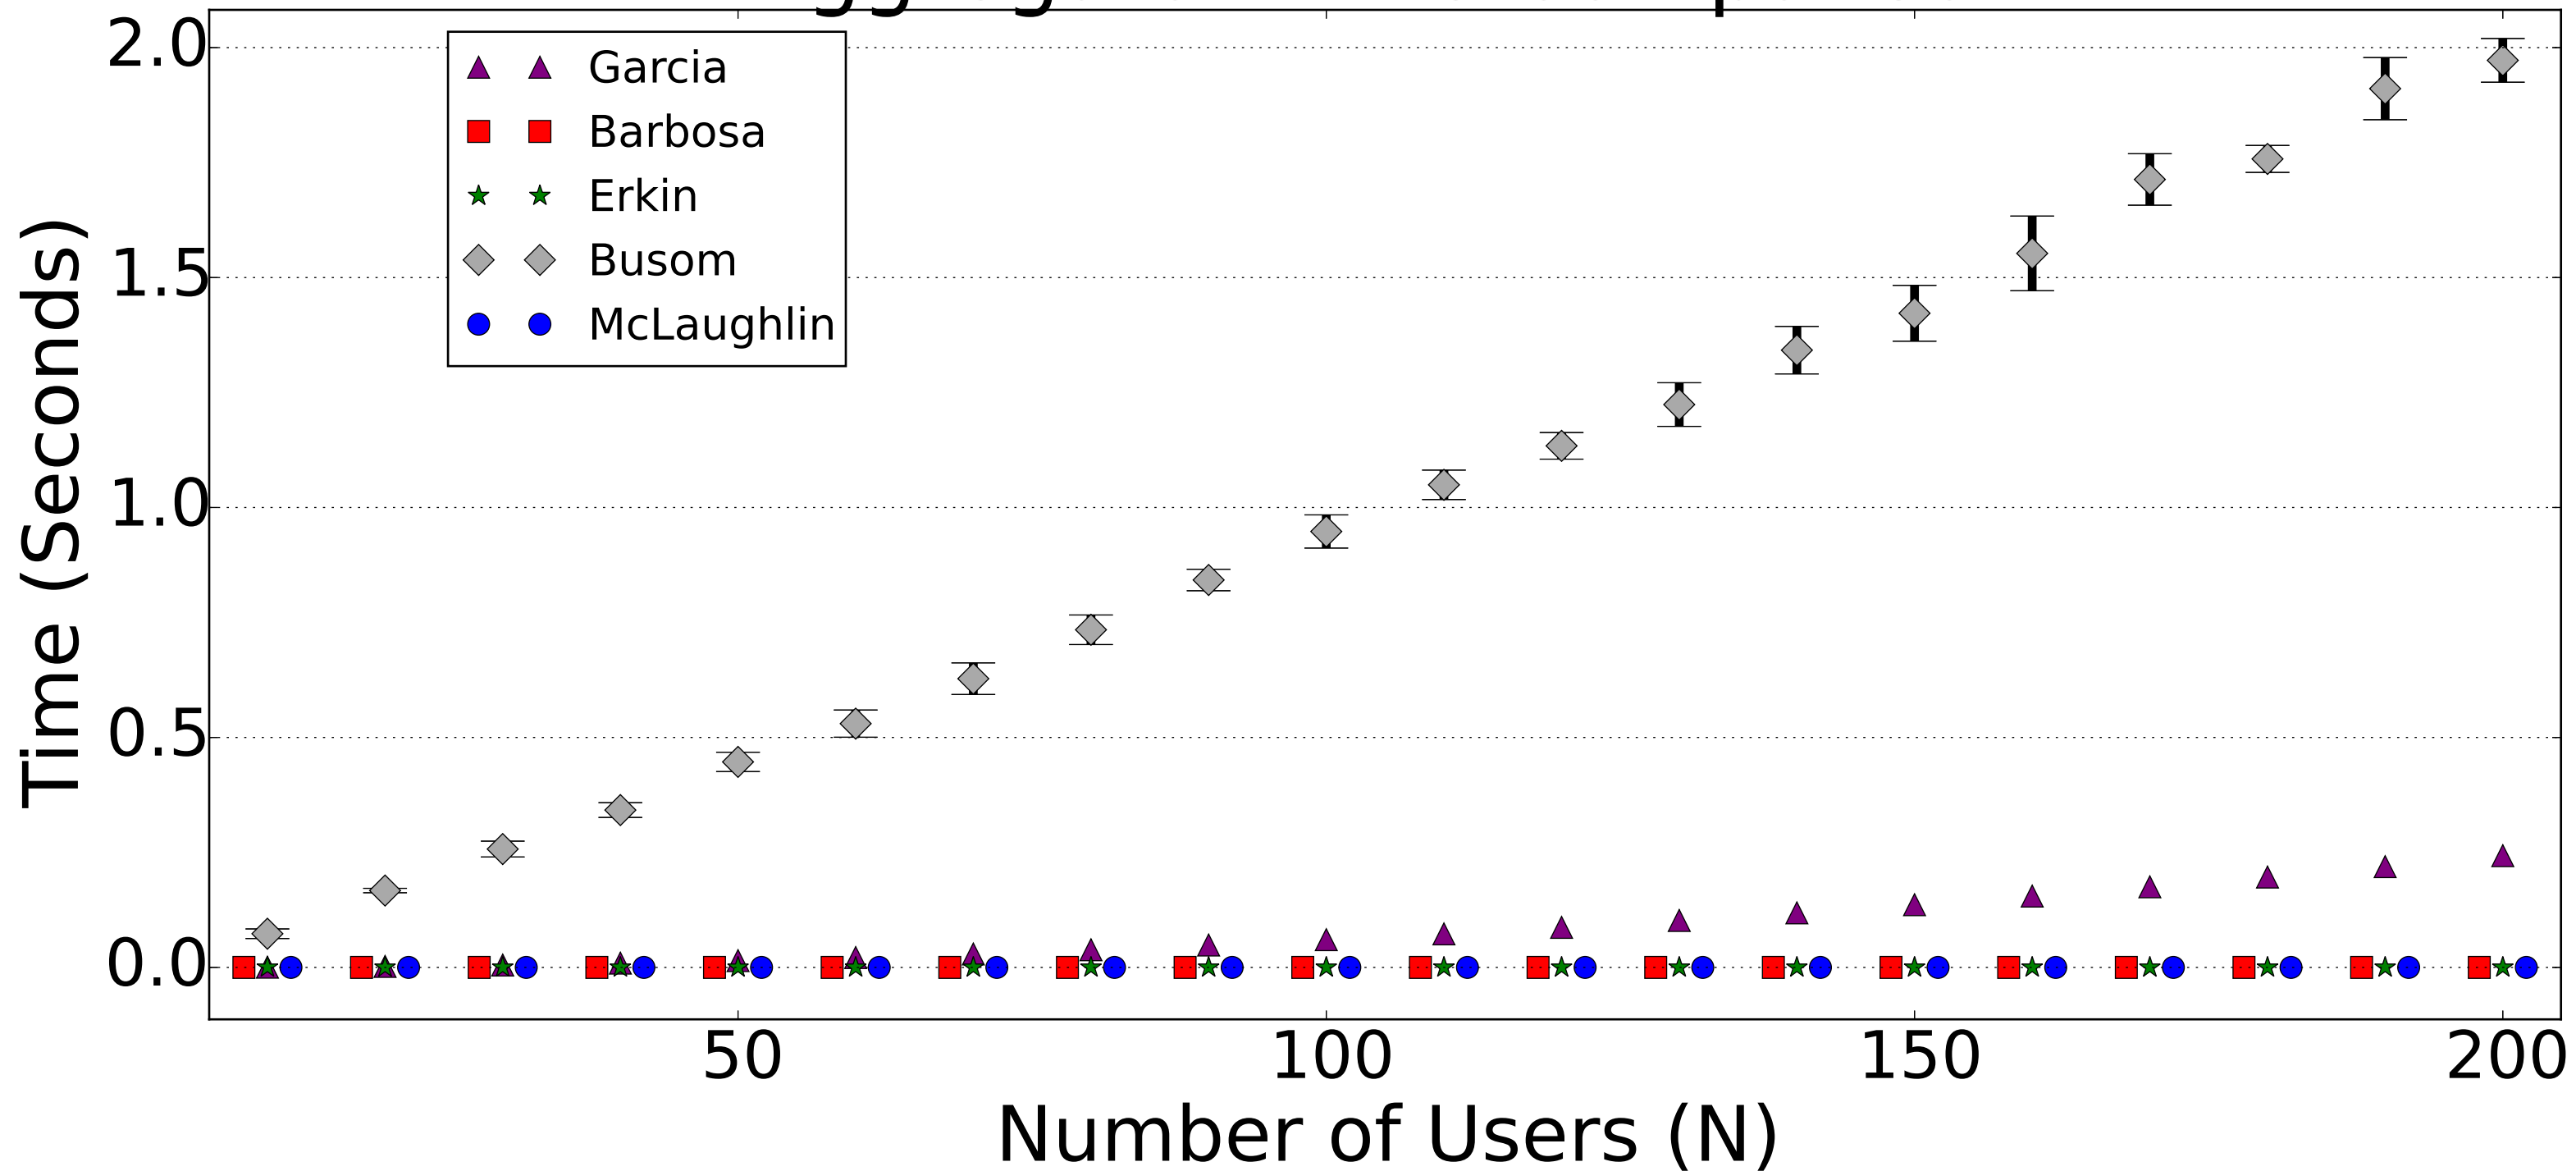 2.0
1.5
1.0
0.5
0.0
Time (Seconds)
Garcia
Barbosa
Erkin
Busom
McLaughlin
50 100 150 200
Number of Users (N)